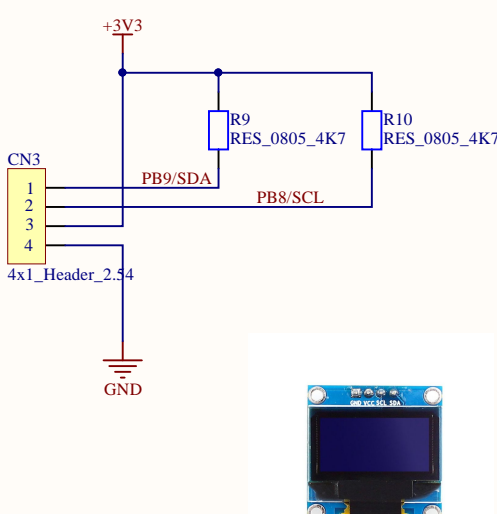 +3V3
R9
RES_0805_4K7
R10
RES_0805_4K7
CN3
PB9/SDA
PB8/SCL
1
2
3
4
4x1_Header_2.54
GND
GND VCC SCL SDA